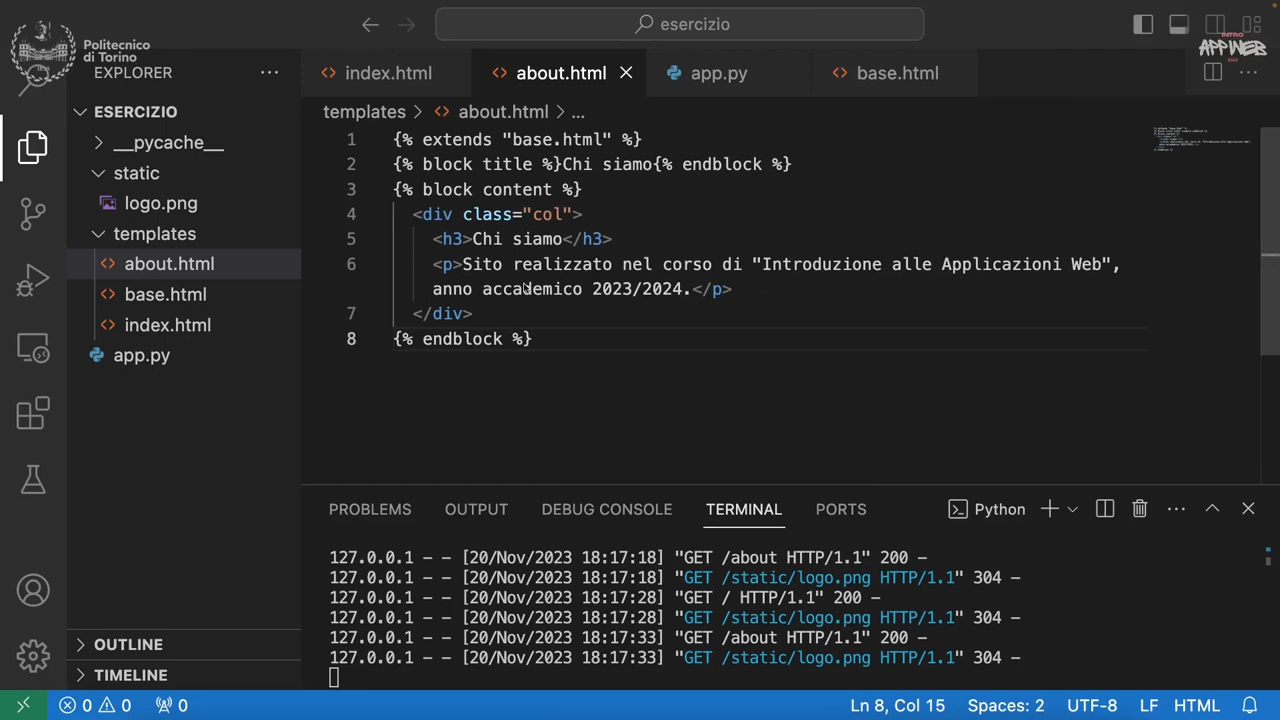 esercizio
Politecnico
di Torino
INTRO
APPIWEB
EXPLORER
index.html
about.html
app.py
base.html
ESERCIZIO
__pycache__
static
logo.png
templates
about.html
base.html
index.html
app.py
OUTLINE
TIMELINE
templates > about.html > ...
1 {% extends "base.html" %}
2 {% block title %}Chi siamo{% endblock %}
3 {% block content %}
4 <div class="col">
5 <h3>Chi siamo</h3>
6 <p>Sito realizzato nel corso di "Introduzione alle Applicazioni Web",
anno accademico 2023/2024.</p>
7 </div>
8 {% endblock %}
PROBLEMS OUTPUT DEBUG CONSOLE TERMINAL PORTS Python
127.0.0.1 - - [20/Nov/2023 18:17:18] "GET /about HTTP/1.1" 200 -
127.0.0.1 - - [20/Nov/2023 18:17:18] "GET /static/logo.png HTTP/1.1" 304 -
127.0.0.1 - - [20/Nov/2023 18:17:28] "GET / HTTP/1.1" 200 -
127.0.0.1 - - [20/Nov/2023 18:17:28] "GET /static/logo.png HTTP/1.1" 304 -
127.0.0.1 - - [20/Nov/2023 18:17:33] "GET /about HTTP/1.1" 200 -
127.0.0.1 - - [20/Nov/2023 18:17:33] "GET /static/logo.png HTTP/1.1" 304 -
0 0 0 Ln 8, Col 15 Spaces: 2 UTF-8 LF HTML